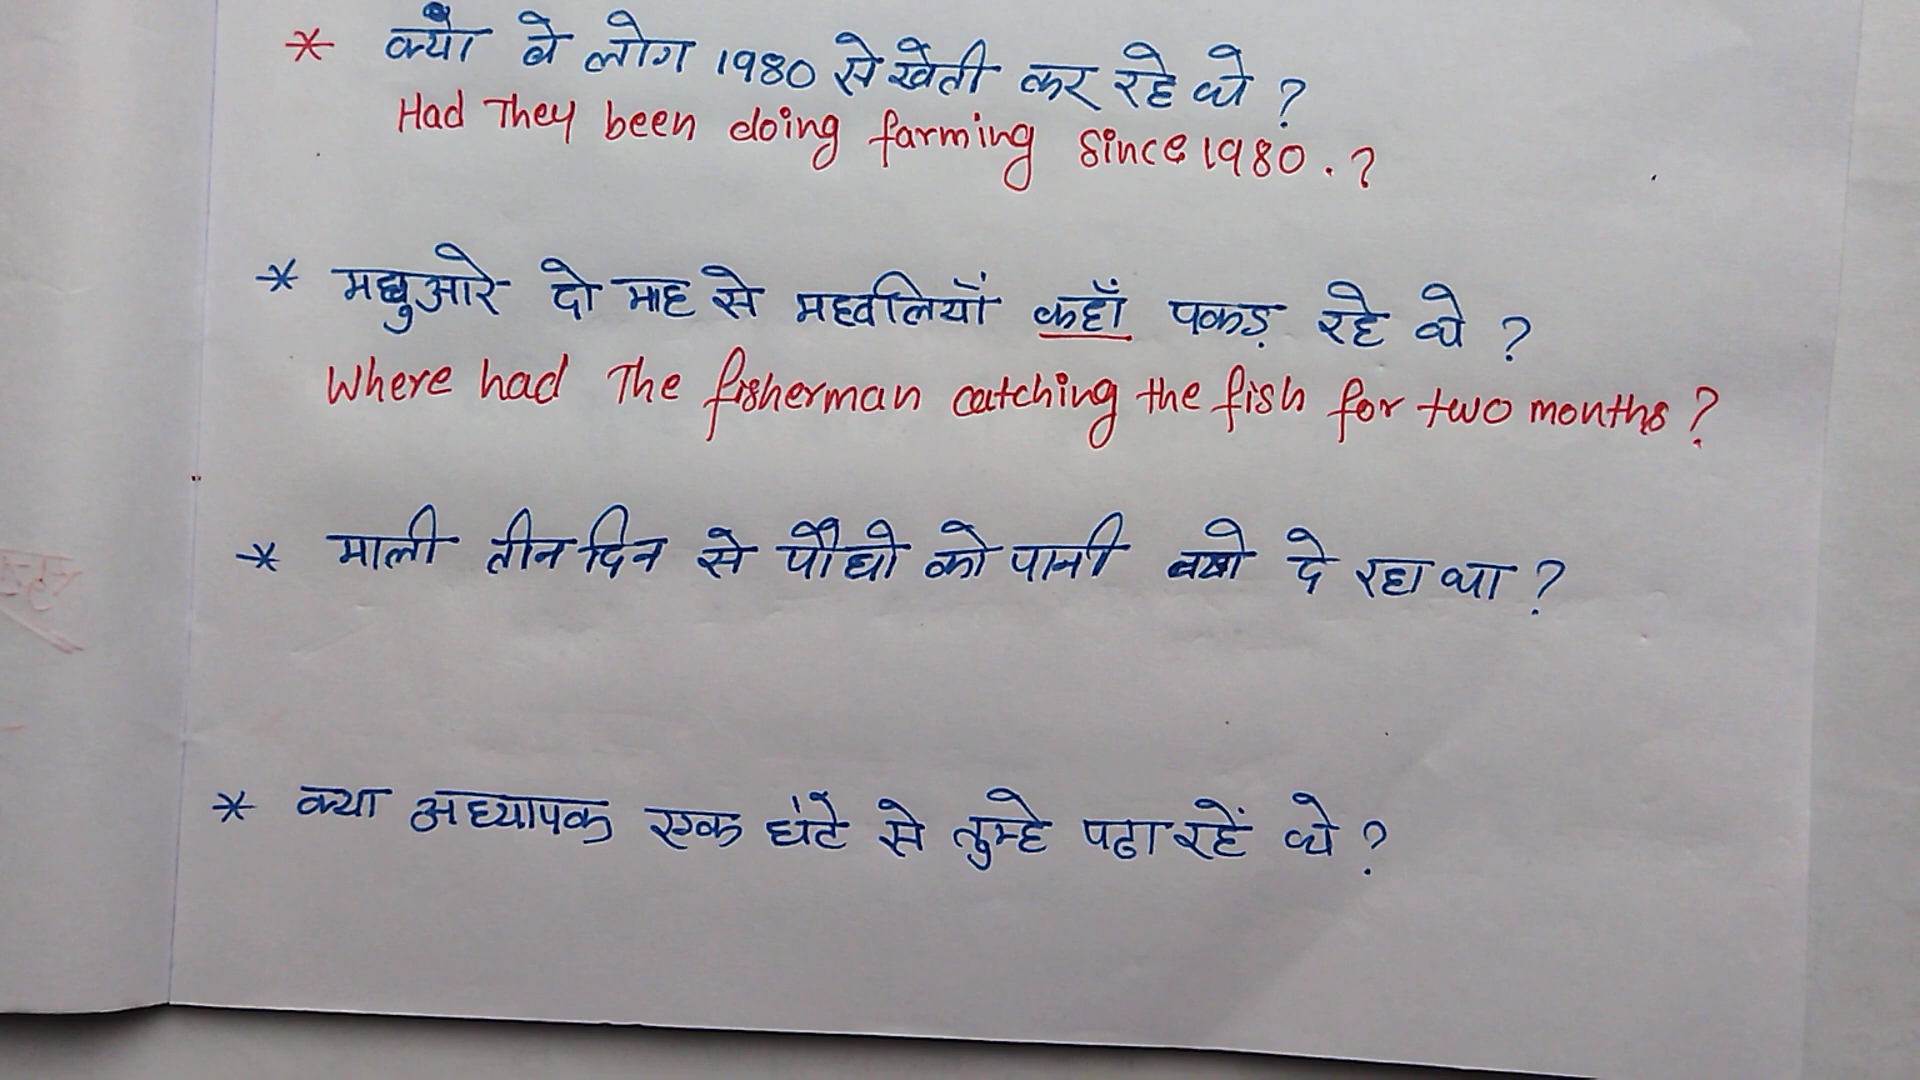 * क्या वे लोग 1980 से खेती कर रहे थे ?
Had They been doing farming Since 1980. ?
* मछुआरे दो माह से मछलियाँ कहाँ पकड़ रहे थे ?
Where had The fisherman catching the fish for two months ?
* माली तीन दिन से पौधो को पानी क्यो दे रहा था ?
* क्या अध्यापक एक घंटे से तुम्हे पढा रहें थे ?